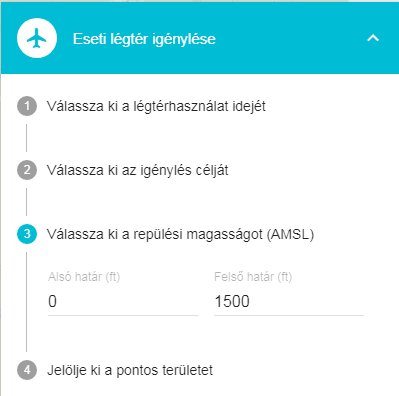 Eseti légtér igénylése
1 Válassza ki a légtérhasználat idejét
2 Válassza ki az igénylés célját
3 Válassza ki a repülési magasságot (AMSL)
Alsó határ (ft) Felső határ (ft)
0 1500
4 Jelölje ki a pontos területet